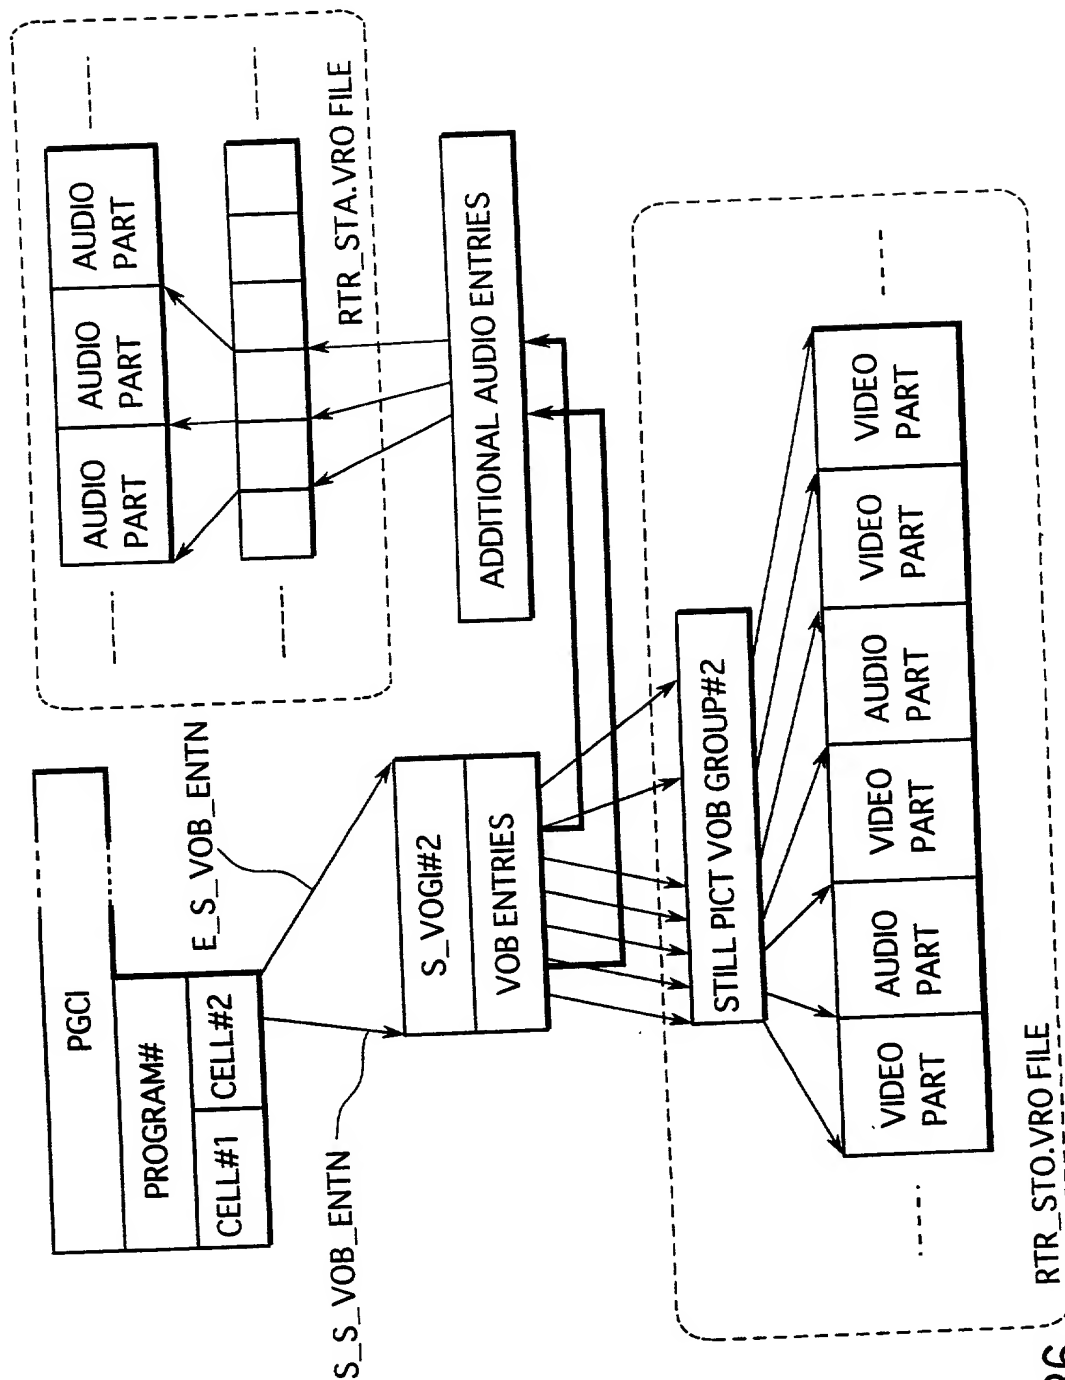 PGCI
PROGRAM#
CELL#1
CELL#2
S_S_VOB_ENTN
E_S_VOB_ENTN
S_VOGI#2
VOB ENTRIES
AUDIO
PART
AUDIO
PART
AUDIO
PART
RTR_STA.VRO FILE
ADDITIONAL AUDIO ENTRIES
STILL PICT VOB GROUP#2
VIDEO
PART
AUDIO
PART
VIDEO
PART
AUDIO
PART
VIDEO
PART
VIDEO
PART
RTR_STO.VRO FILE